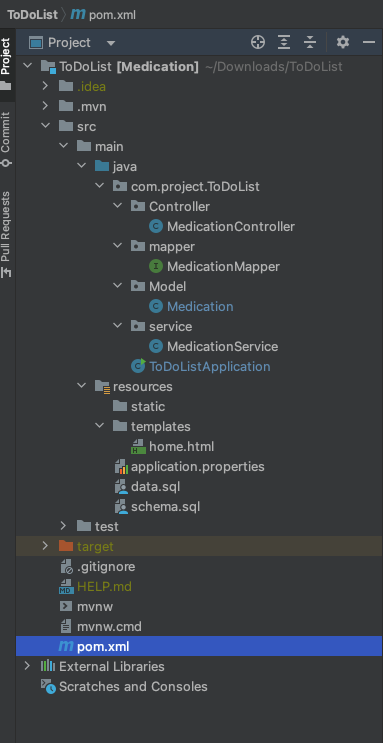 ToDoList pom.xml
Project
Project
Commit
Pull Requests
ToDoList [Medication] ~/Downloads/ToDoList
.idea
.mvn
src
main
java
com.project.ToDoList
Controller
C MedicationController
mapper
I MedicationMapper
Model
C Medication
service
C MedicationService
C ToDoListApplication
resources
static
templates
H home.html
application.properties
data.sql
schema.sql
test
target
.gitignore
MD HELP.md
mvnw
mvnw.cmd
m pom.xml
External Libraries
Scratches and Consoles